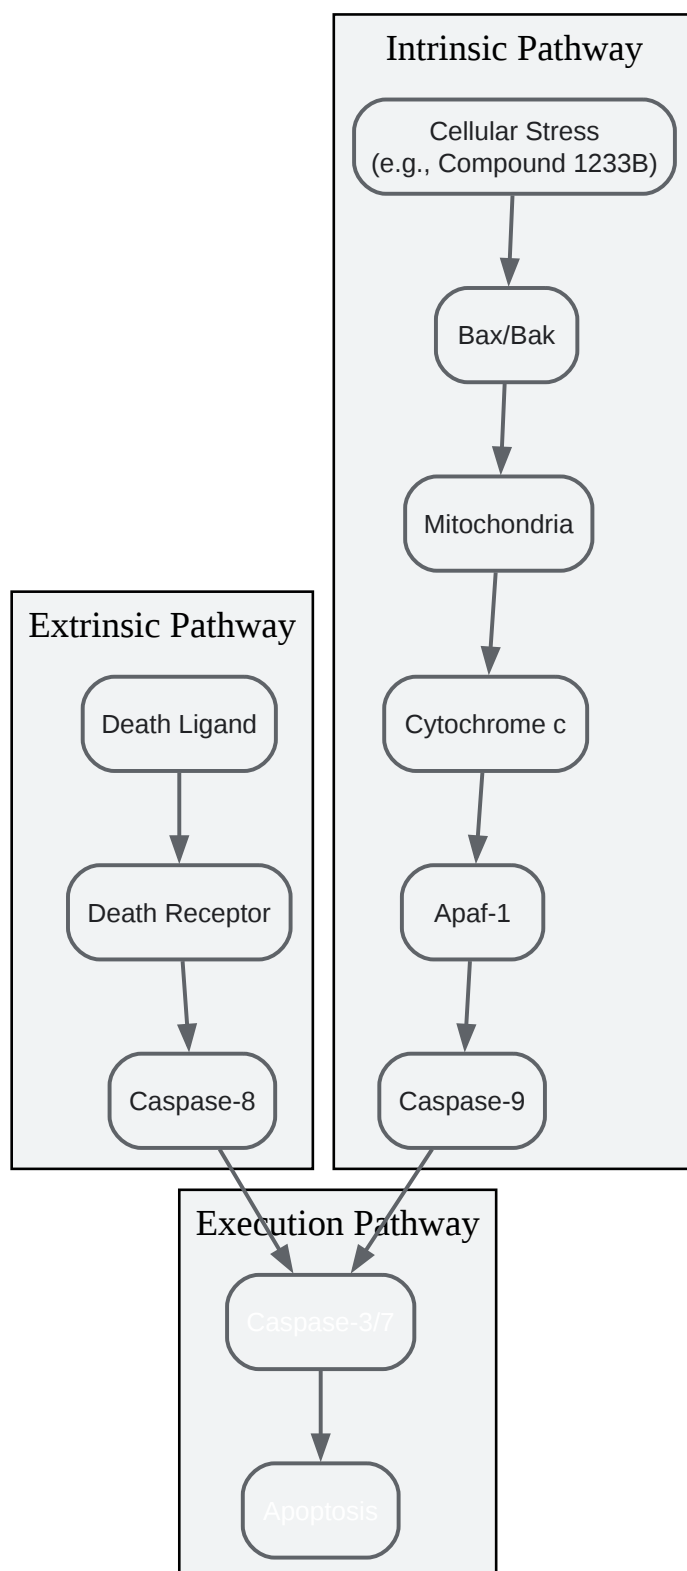 Intrinsic Pathway
Cellular Stress
(e.g., Compound 1233B)
Bax/Bak
Mitochondria
Cytochrome c
Apaf-1
Caspase-9
Extrinsic Pathway
Death Ligand
Death Receptor
Caspase-8
Execution Pathway
Caspase-3/7
Apoptosis